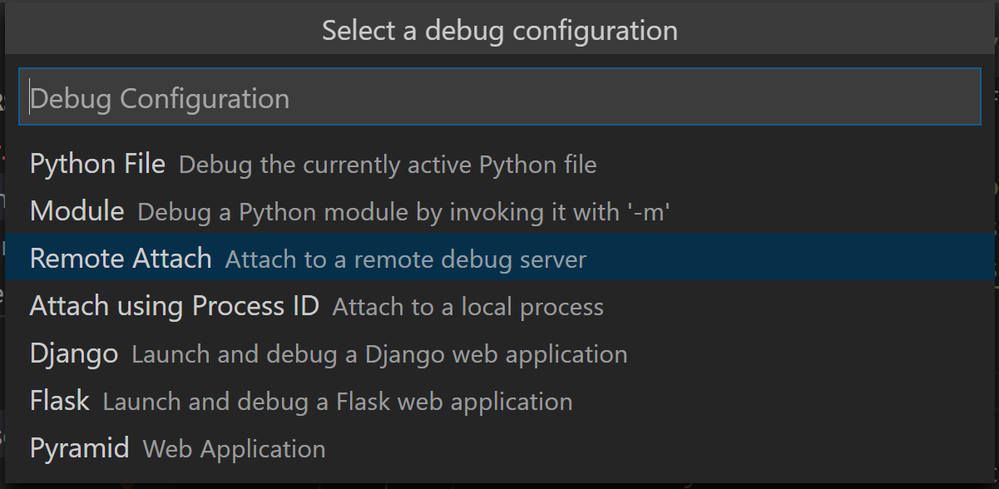 Select a debug configuration
Debug Configuration
Python File Debug the currently active Python file
Module Debug a Python module by invoking it with '-m'
Remote Attach Attach to a remote debug server
Attach using Process ID Attach to a local process
Django Launch and debug a Django web application
Flask Launch and debug a Flask web application
Pyramid Web Application